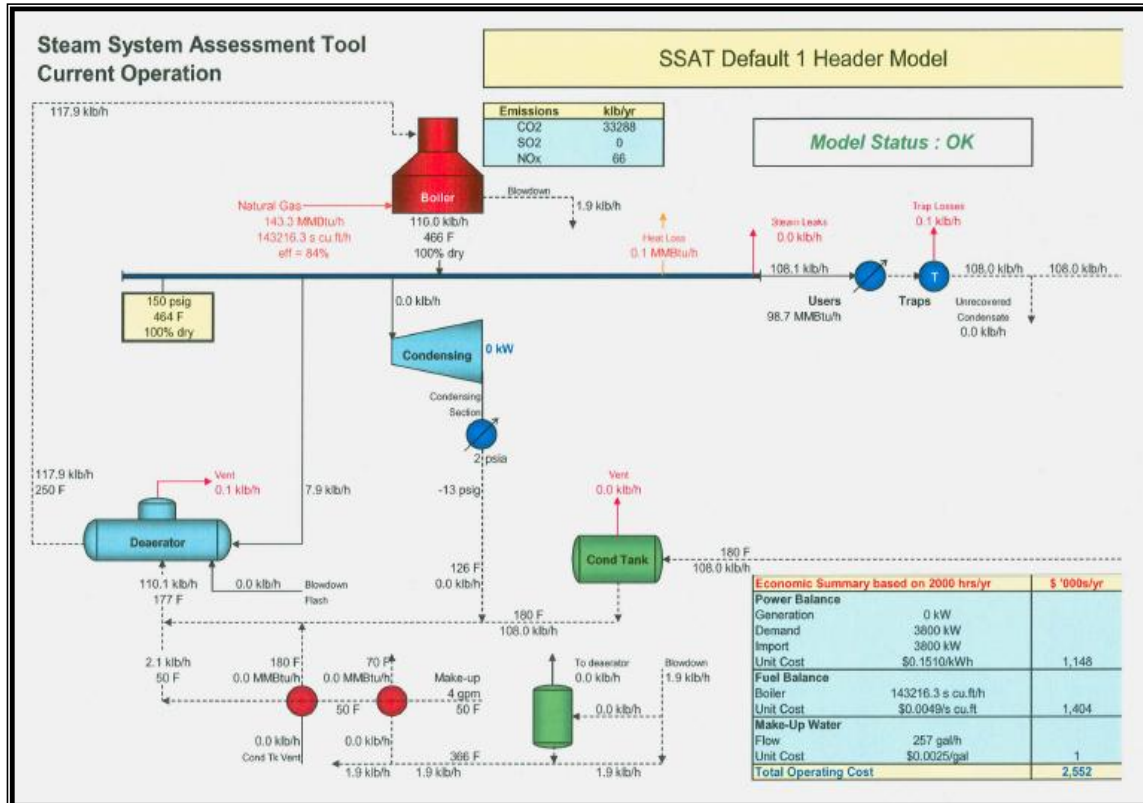 Steam System Assessment Tool
Current Operation
SSAT Default 1 Header Model
117.9 klb/h
Emissions klb/yr
CO2 33288
SO2 0
NOx 66
Model Status : OK
Boiler
Blowdown
1.9 klb/h
Natural Gas
143.3 MMBtu/h
143216.3 s cu.ft/h
eff = 84%
116.0 klb/h
466 F
100% dry
Heat Loss
0.1 MMBtu/h
Steam Leaks
0.0 klb/h
Trap Losses
0.1 klb/h
108.1 klb/h
T
108.0 klb/h
108.0 klb/h
Users
98.7 MMBtu/h
Traps
Unrecovered
Condensate
0.0 klb/h
150 psig
464 F
100% dry
0.0 klb/h
Condensing
0 kW
Condensing
Section
2 psia
-13 psig
117.9 klb/h
250 F
Vent
0.1 klb/h
7.9 klb/h
Vent
0.0 klb/h
Deaerator
Cond Tank
180 F
108.0 klb/h
110.1 klb/h
177 F
0.0 klb/h
Blowdown
Flash
126 F
0.0 klb/h
180 F
108.0 klb/h
2.1 klb/h
50 F
180 F
0.0 MMBtu/h
70 F
0.0 MMBtu/h
Make-up
4 gpm
50 F
50 F
To deaerator
0.0 klb/h
Blowdown
1.9 klb/h
0.0 klb/h
0.0 klb/h
Cond Tk Vent
0.0 klb/h
366 F
1.9 klb/h
1.9 klb/h
1.9 klb/h
Economic Summary based on 2000 hrs/yr $ '000s/yr
Power Balance
Generation 0 kW
Demand 3800 kW
Import 3800 kW
Unit Cost $0.1510/kWh 1,148
Fuel Balance
Boiler 143216.3 s cu.ft/h
Unit Cost $0.0049/s cu.ft 1,404
Make-Up Water
Flow 257 gal/h
Unit Cost $0.0025/gal 1
Total Operating Cost 2,552